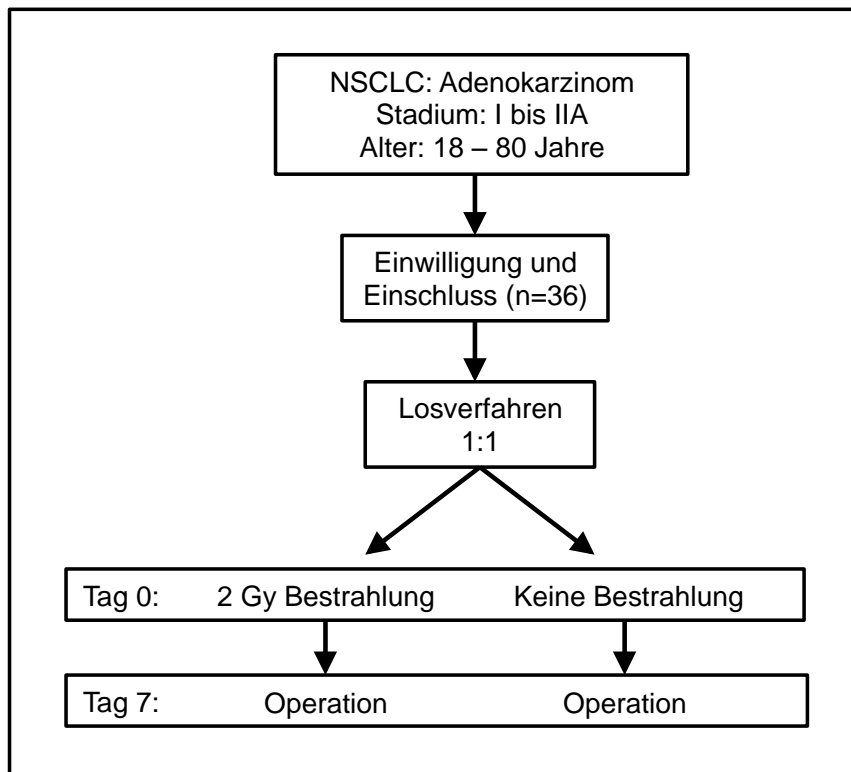 NSCLC: Adenokarzinom
Stadium: I bis IIA
Alter: 18 – 80 Jahre
Einwilligung und
Einschluss (n=36)
Losverfahren
1:1
Tag 0: 2 Gy Bestrahlung Keine Bestrahlung
Tag 7: Operation Operation